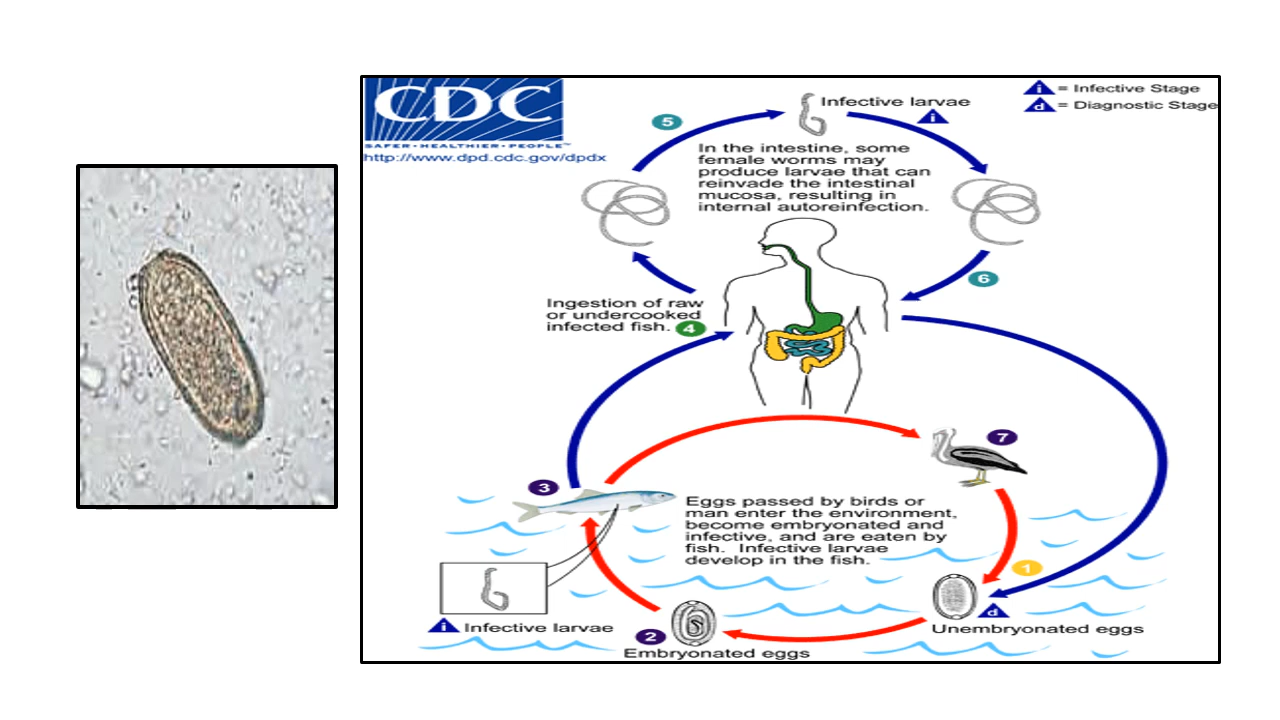 CDC
SAFER · HEALTHIER · PEOPLE™
http://www.dpd.cdc.gov/dpdx
i = Infective Stage
d = Diagnostic Stage
5
Infective larvae
i
In the intestine, some
female worms may
produce larvae that can
reinvade the intestinal
mucosa, resulting in
internal autoreinfection.
6
Ingestion of raw
or undercooked
infected fish. 4
7
3
Eggs passed by birds or
man enter the environment,
become embryonated and
infective, and are eaten by
fish. Infective larvae
develop in the fish.
1
d
Unembryonated eggs
i Infective larvae
2
Embryonated eggs